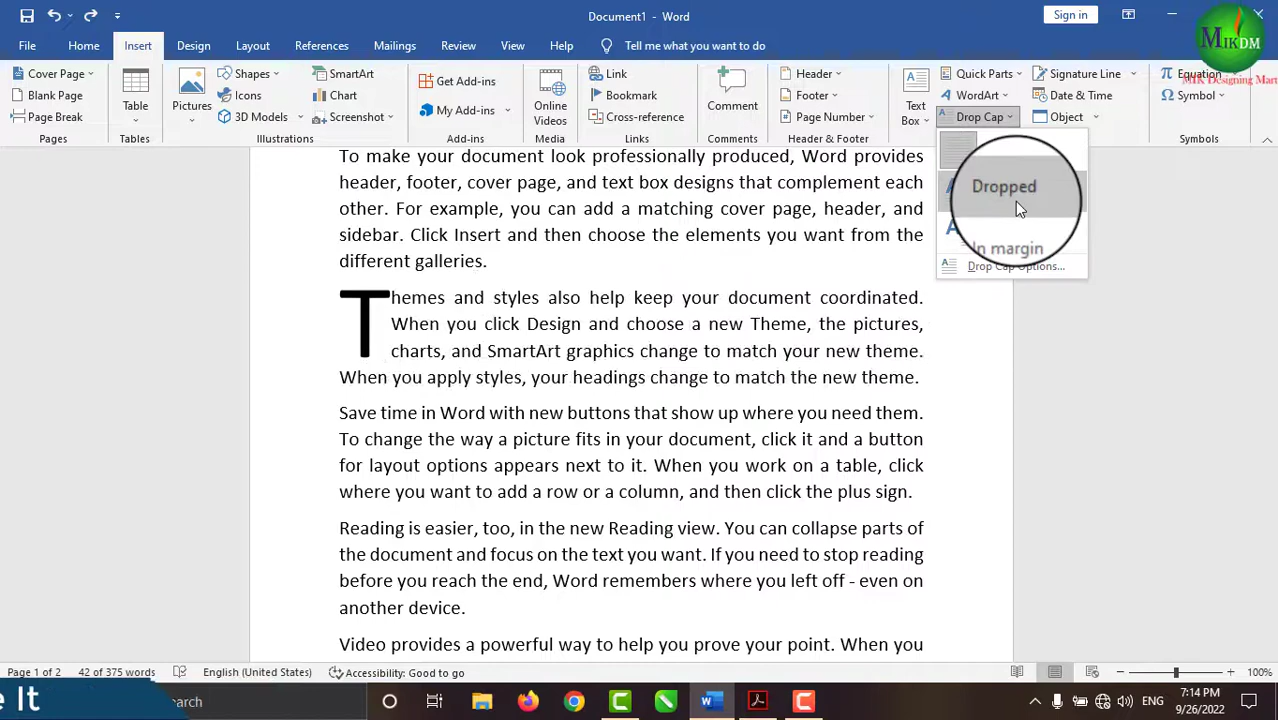 Document1 - Word
Sign in
MIKDM
MIK Designing Mart
File Home Insert Design Layout References Mailings Review View Help Tell me what you want to do
Cover Page
Blank Page
Page Break
Pages
Table
Tables
Pictures
Shapes
Icons
3D Models
SmartArt
Chart
Screenshot
Illustrations
Get Add-ins
My Add-ins
Add-ins
Online
Videos
Media
Link
Bookmark
Cross-reference
Links
Comment
Comments
Header
Footer
Page Number
Header & Footer
Text
Box
Quick Parts
WordArt
Drop Cap
Signature Line
Date & Time
Object
Equation
Symbol
Symbols
Dropped
In margin
Drop Cap Options...
To make your document look professionally produced, Word provides
header, footer, cover page, and text box designs that complement each
other. For example, you can add a matching cover page, header, and
sidebar. Click Insert and then choose the elements you want from the
different galleries.
Themes and styles also help keep your document coordinated.
When you click Design and choose a new Theme, the pictures,
charts, and SmartArt graphics change to match your new theme.
When you apply styles, your headings change to match the new theme.
Save time in Word with new buttons that show up where you need them.
To change the way a picture fits in your document, click it and a button
for layout options appears next to it. When you work on a table, click
where you want to add a row or a column, and then click the plus sign.
Reading is easier, too, in the new Reading view. You can collapse parts of
the document and focus on the text you want. If you need to stop reading
before you reach the end, Word remembers where you left off - even on
another device.
Video provides a powerful way to help you prove your point. When you
Page 1 of 2 42 of 375 words English (United States) Accessibility: Good to go 100%
e It
earch
ENG
7:14 PM
9/26/2022